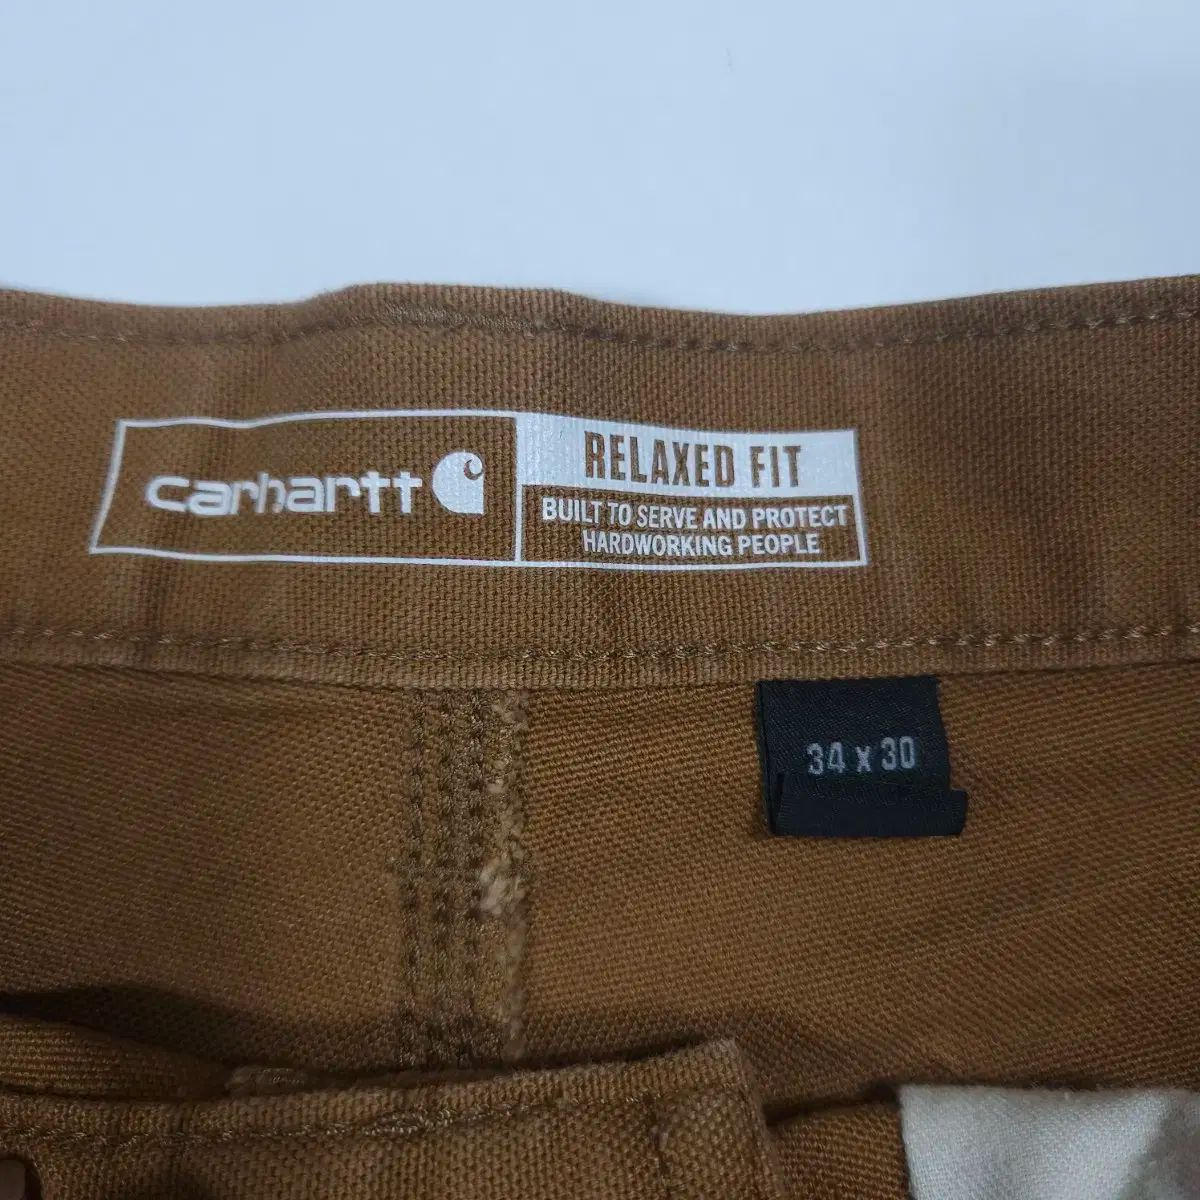 carhartt
RELAXED FIT
BUILT TO SERVE AND PROTECT
HARDWORKING PEOPLE
34 x 30